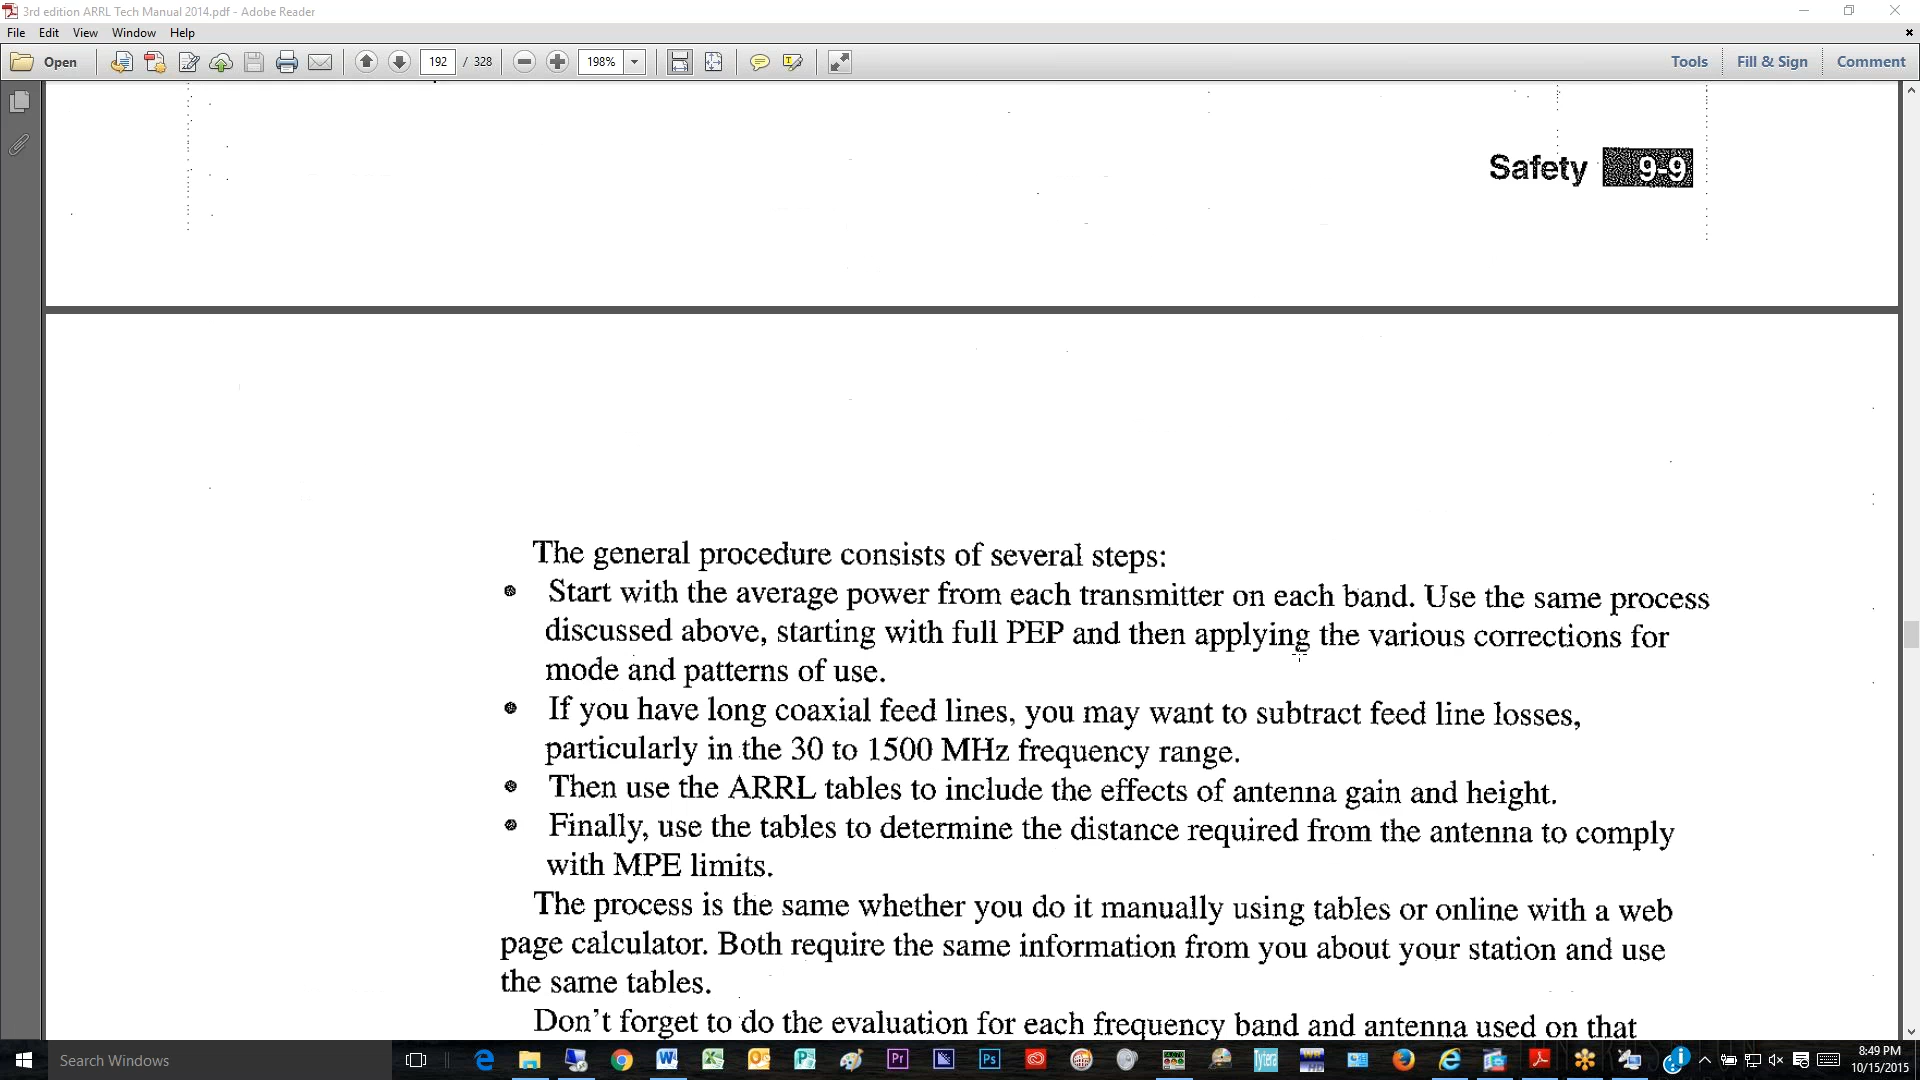 3rd edition ARRL Tech Manual 2014.pdf - Adobe Reader
File Edit View Window Help
Open 192 / 328 198% Tools Fill & Sign Comment
Safety 9-9
The general procedure consists of several steps:
Start with the average power from each transmitter on each band. Use the same process
discussed above, starting with full PEP and then applying the various corrections for
mode and patterns of use.
If you have long coaxial feed lines, you may want to subtract feed line losses,
particularly in the 30 to 1500 MHz frequency range.
Then use the ARRL tables to include the effects of antenna gain and height.
Finally, use the tables to determine the distance required from the antenna to comply
with MPE limits.
The process is the same whether you do it manually using tables or online with a web
page calculator. Both require the same information from you about your station and use
the same tables.
Don't forget to do the evaluation for each frequency band and antenna used on that
Search Windows Pr Ps Tytera
8:49 PM
10/15/2015